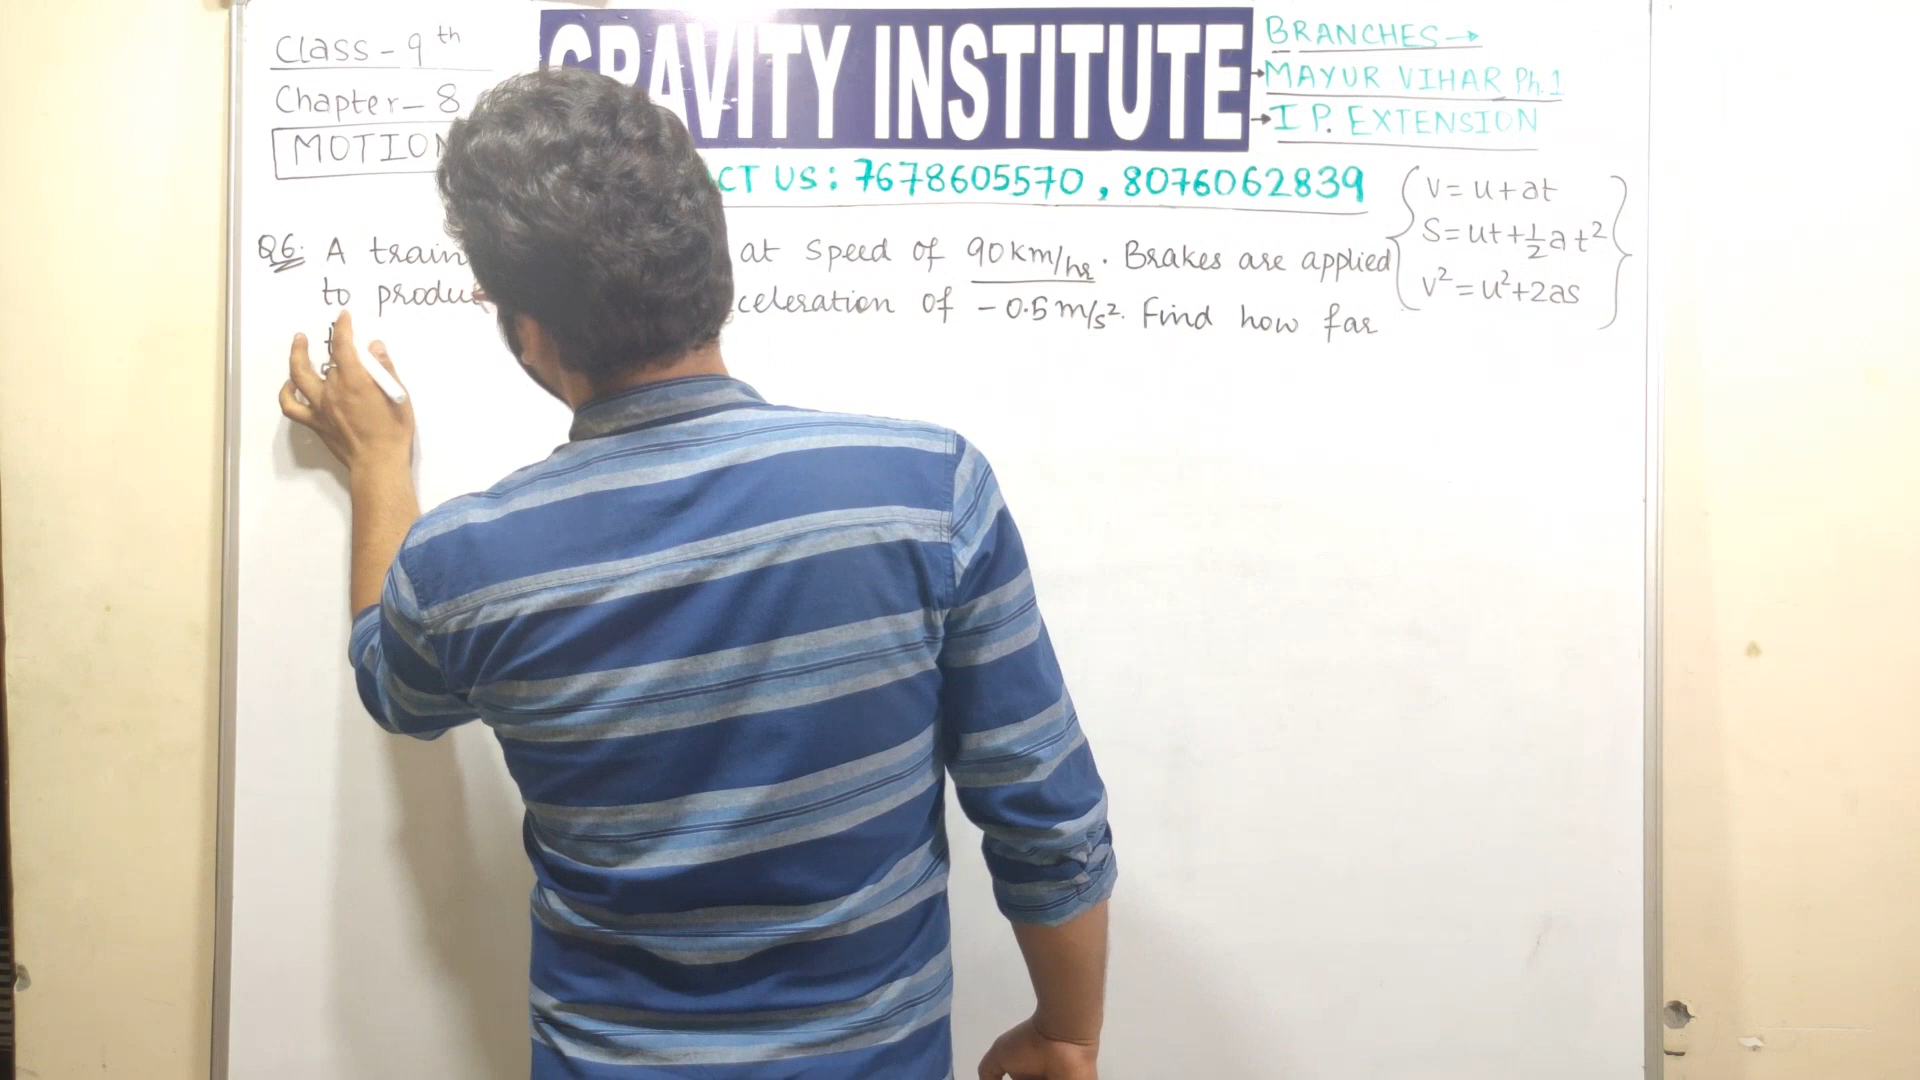 Class - 9th
Chapter - 8
MOTION
GRAVITY INSTITUTE
BRANCHES →
→ MAYUR VIHAR Ph.1
→ I P. EXTENSION
CT US : 7678605570 , 8076062839
V = u + at
S = ut + ½ at²
V² = u² + 2as
Q6. A train at speed of 90 km/hr. Brakes are applied
to produ celeration of - 0.5 m/s². Find how far